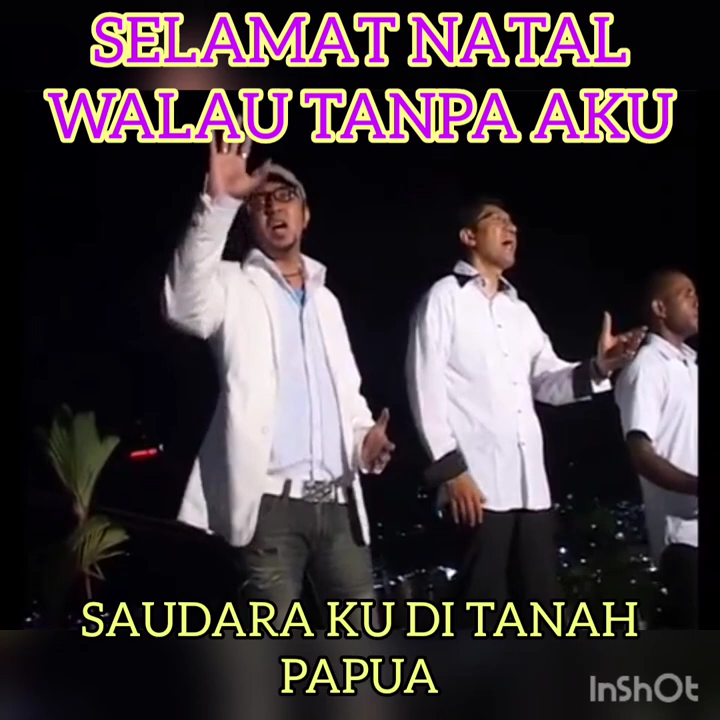 SELAMAT NATAL
WALAU TANPA AKU
SAUDARA KU DI TANAH
PAPUA
InShOt